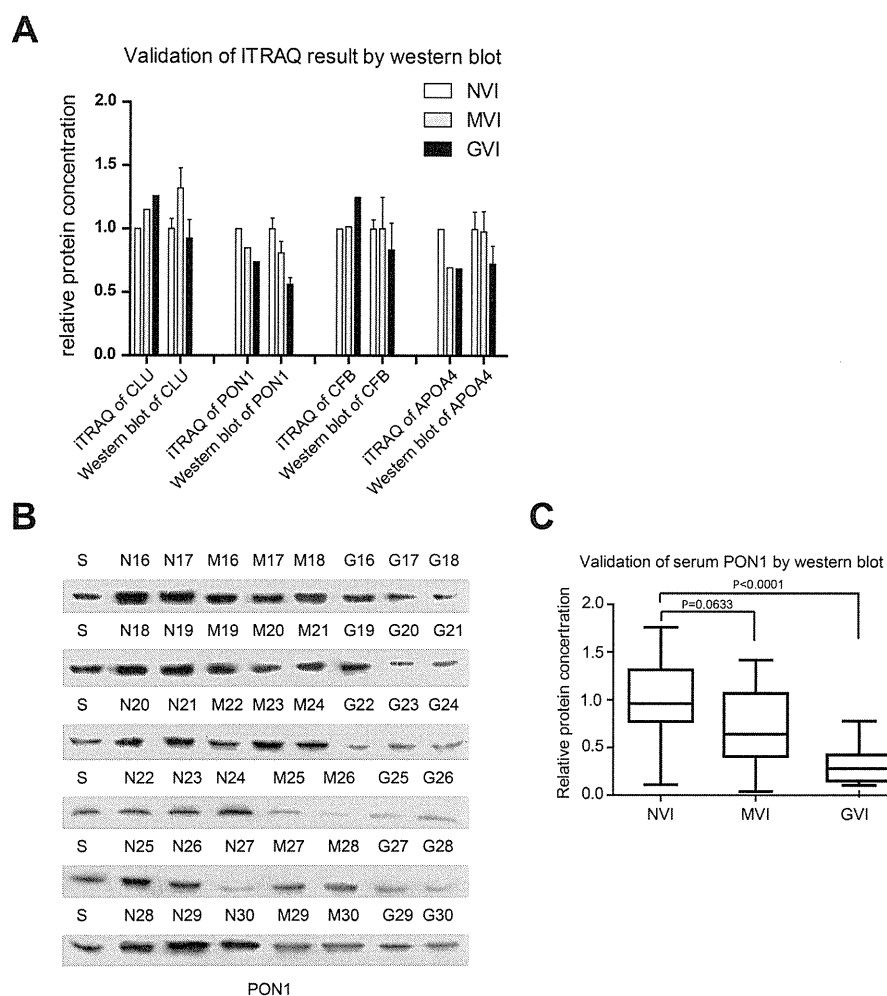 A
Validation of ITRAQ result by western blot
NVI
MVI
GVI
relative protein concentration
2.0
1.5
1.0
0.5
0.0
iTRAQ of CLU
Western blot of CLU
iTRAQ of PON1
Western blot of PON1
iTRAQ of CFB
Western blot of CFB
iTRAQ of APOA4
Western blot of APOA4
B
S N16 N17 M16 M17 M18 G16 G17 G18
S N18 N19 M19 M20 M21 G19 G20 G21
S N20 N21 M22 M23 M24 G22 G23 G24
S N22 N23 N24 M25 M26 G25 G26
S N25 N26 N27 M27 M28 G27 G28
S N28 N29 N30 M29 M30 G29 G30
PON1
C
Validation of serum PON1 by western blot
P<0.0001
P=0.0633
Relative protein concertration
2.0
1.5
1.0
0.5
0.0
NVI MVI GVI